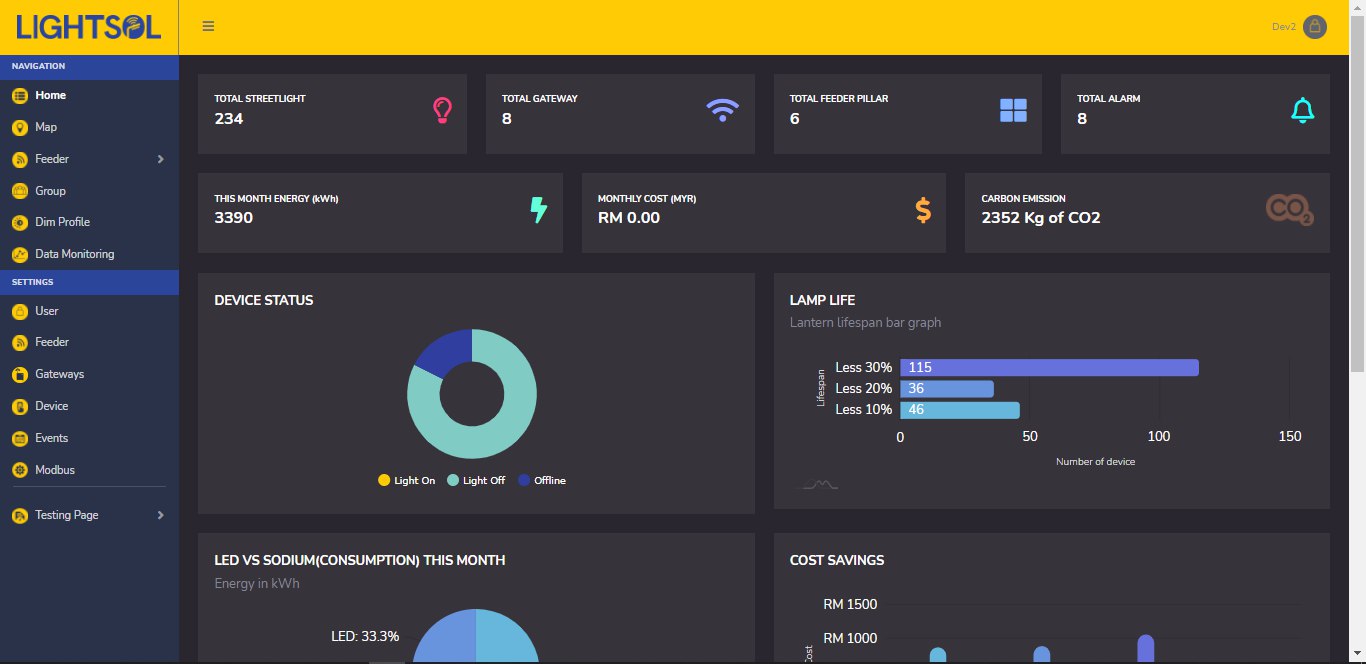 LIGHTSOL
Dev2
NAVIGATION
Home
Map
Feeder
Group
Dim Profile
Data Monitoring
SETTINGS
User
Feeder
Gateways
Device
Events
Modbus
Testing Page
TOTAL STREETLIGHT
234
TOTAL GATEWAY
8
TOTAL FEEDER PILLAR
6
TOTAL ALARM
8
THIS MONTH ENERGY (kWh)
3390
MONTHLY COST (MYR)
RM 0.00
$
CARBON EMISSION
2352 Kg of CO2
CO2
DEVICE STATUS
Light On
Light Off
Offline
LAMP LIFE
Lantern lifespan bar graph
Lifespan
Less 30% 115
Less 20% 36
Less 10% 46
0 50 100 150
Number of device
LED VS SODIUM(CONSUMPTION) THIS MONTH
Energy in kWh
LED: 33.3%
COST SAVINGS
RM 1500
RM 1000